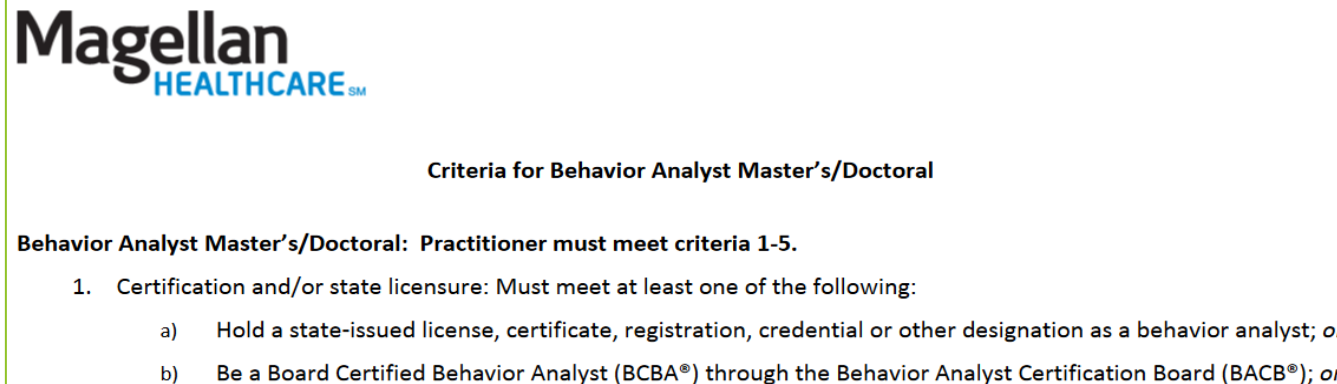 Magellan
HEALTHCARE SM
Criteria for Behavior Analyst Master’s/Doctoral
Behavior Analyst Master’s/Doctoral: Practitioner must meet criteria 1-5.
1. Certification and/or state licensure: Must meet at least one of the following:
a) Hold a state-issued license, certificate, registration, credential or other designation as a behavior analyst;
b) Be a Board Certified Behavior Analyst (BCBA®) through the Behavior Analyst Certification Board (BACB®);